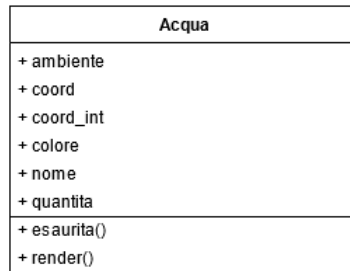 Acqua
+ ambiente
+ coord
+ coord_int
+ colore
+ nome
+ quantita
+ esaurita()
+ render()